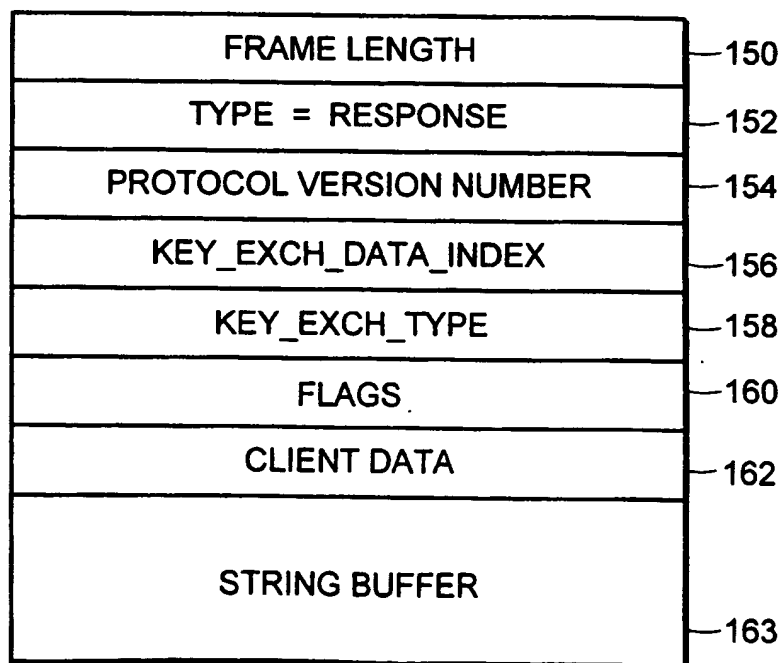 FRAME LENGTH 150
TYPE = RESPONSE 152
PROTOCOL VERSION NUMBER 154
KEY_EXCH_DATA_INDEX 156
KEY_EXCH_TYPE 158
FLAGS 160
CLIENT DATA 162
STRING BUFFER
163